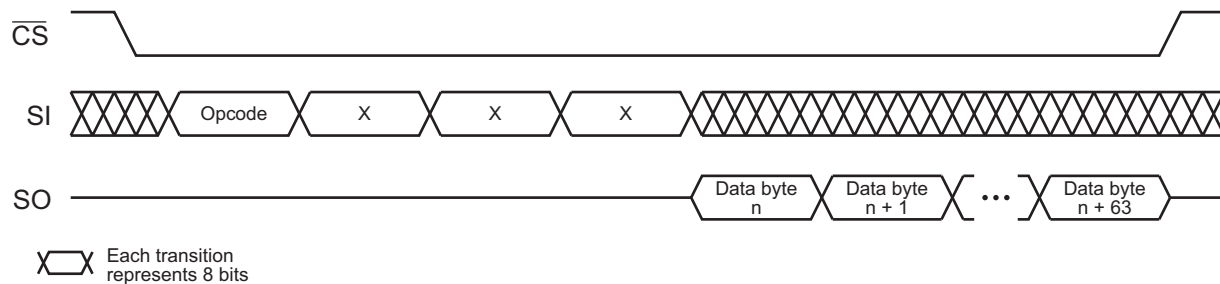 CS
SI
Opcode
X
X
X
SO
Data byte
n
Data byte
n + 1
•••
Data byte
n + 63
Each transition
represents 8 bits